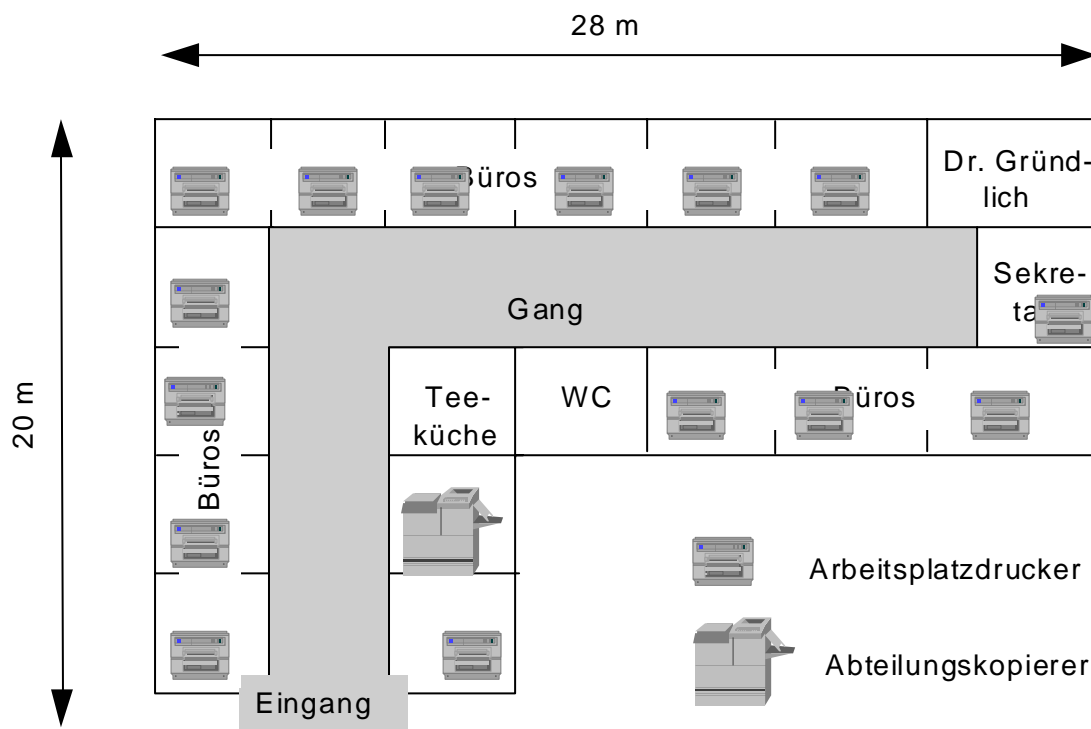 28 m
20 m
Büros
Dr. Gründ-
lich
Gang
Sekre-
Tee-
küche
WC
Büros
Büros
Arbeitsplatzdrucker
Abteilungskopierer
Eingang